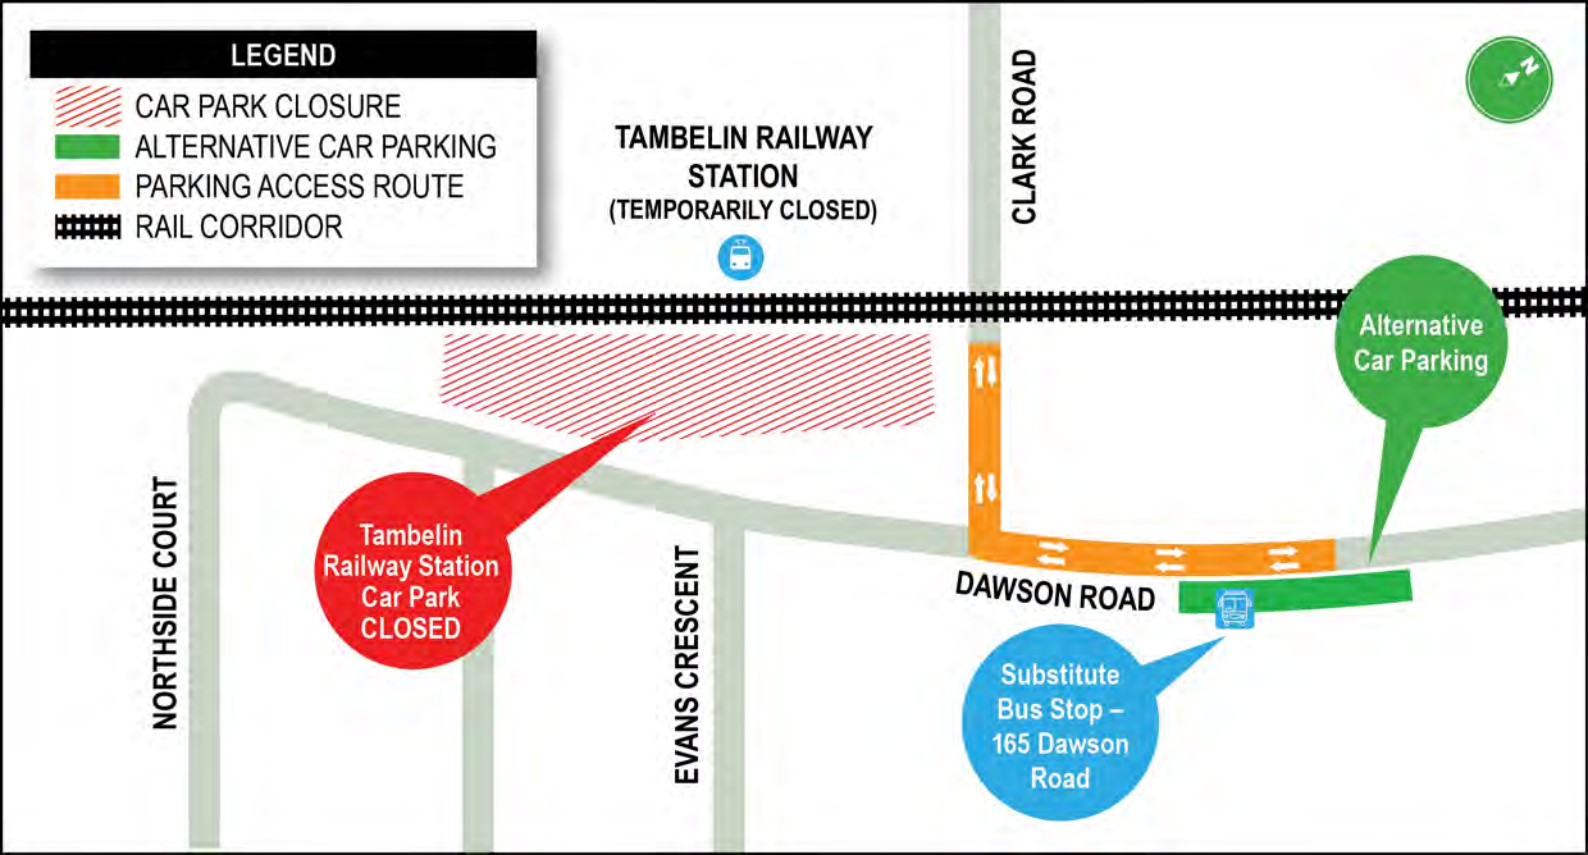 LEGEND
CAR PARK CLOSURE
ALTERNATIVE CAR PARKING
PARKING ACCESS ROUTE
RAIL CORRIDOR
TAMBELIN RAILWAY
STATION
(TEMPORARILY CLOSED)
CLARK ROAD
N
Alternative
Car Parking
Tambelin
Railway Station
Car Park
CLOSED
NORTHSIDE COURT
EVANS CRESCENT
DAWSON ROAD
Substitute
Bus Stop –
165 Dawson
Road